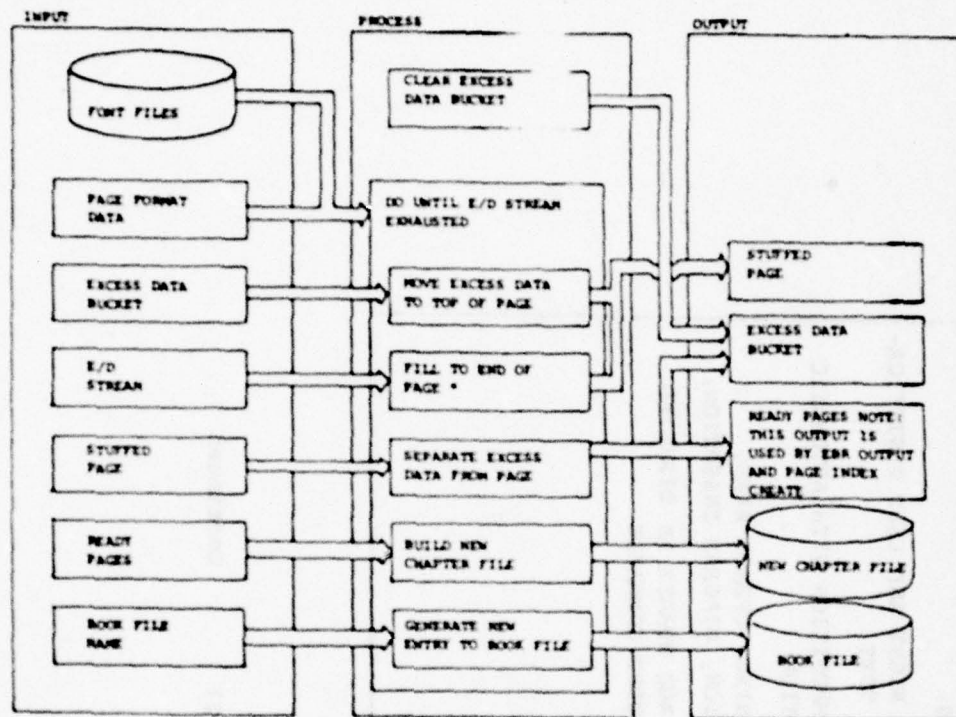 INPUT
FONT FILES
PAGE FORMAT
DATA
EXCESS DATA
BUCKET
E/D
STREAM
STUFFED
PAGE
READY
PAGES
BOOK FILE
NAME
PROCESS
CLEAR EXCESS
DATA BUCKET
DO UNTIL E/D STREAM
EXHAUSTED
MOVE EXCESS DATA
TO TOP OF PAGE
FILL TO END OF
PAGE *
SEPARATE EXCESS
DATA FROM PAGE
BUILD NEW
CHAPTER FILE
GENERATE NEW
ENTRY TO BOOK FILE
OUTPUT
STUFFED
PAGE
EXCESS DATA
BUCKET
READY PAGES NOTE:
THIS OUTPUT IS
USED BY EBR OUTPUT
AND PAGE INDEX
CREATE
NEW CHAPTER FILE
BOOK FILE